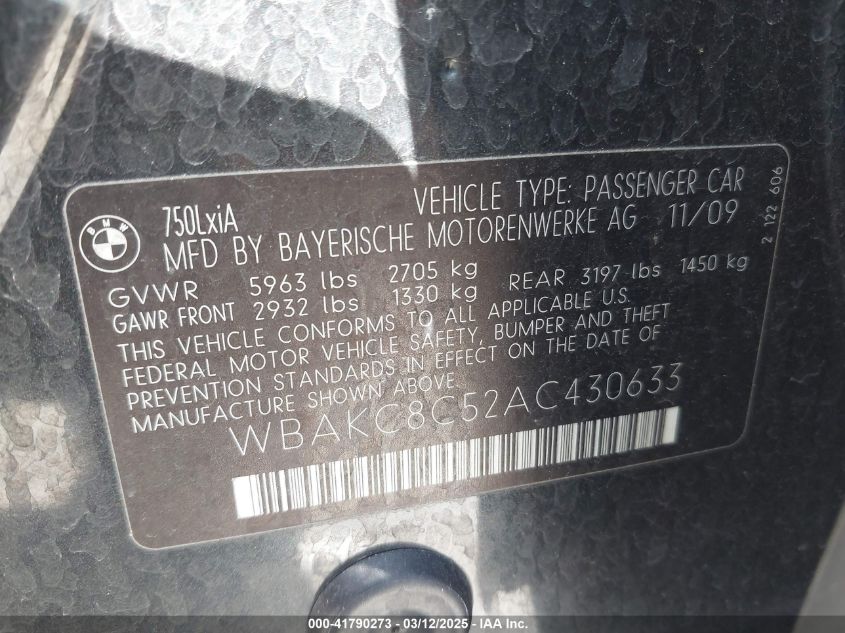 BMW
750LxiA
VEHICLE TYPE: PASSENGER CAR
MFD BY BAYERISCHE MOTORENWERKE AG 11/09
GVWR 5963 lbs 2705 kg
GAWR FRONT 2932 lbs 1330 kg REAR 3197 lbs 1450 kg
THIS VEHICLE CONFORMS TO ALL APPLICABLE U.S.
FEDERAL MOTOR VEHICLE SAFETY, BUMPER AND THEFT
PREVENTION STANDARDS IN EFFECT ON THE DATE OF
MANUFACTURE SHOWN ABOVE.
WBAKC8C52AC430633
2 122 606
000-41790273 - 03/12/2025 - IAA, Inc.